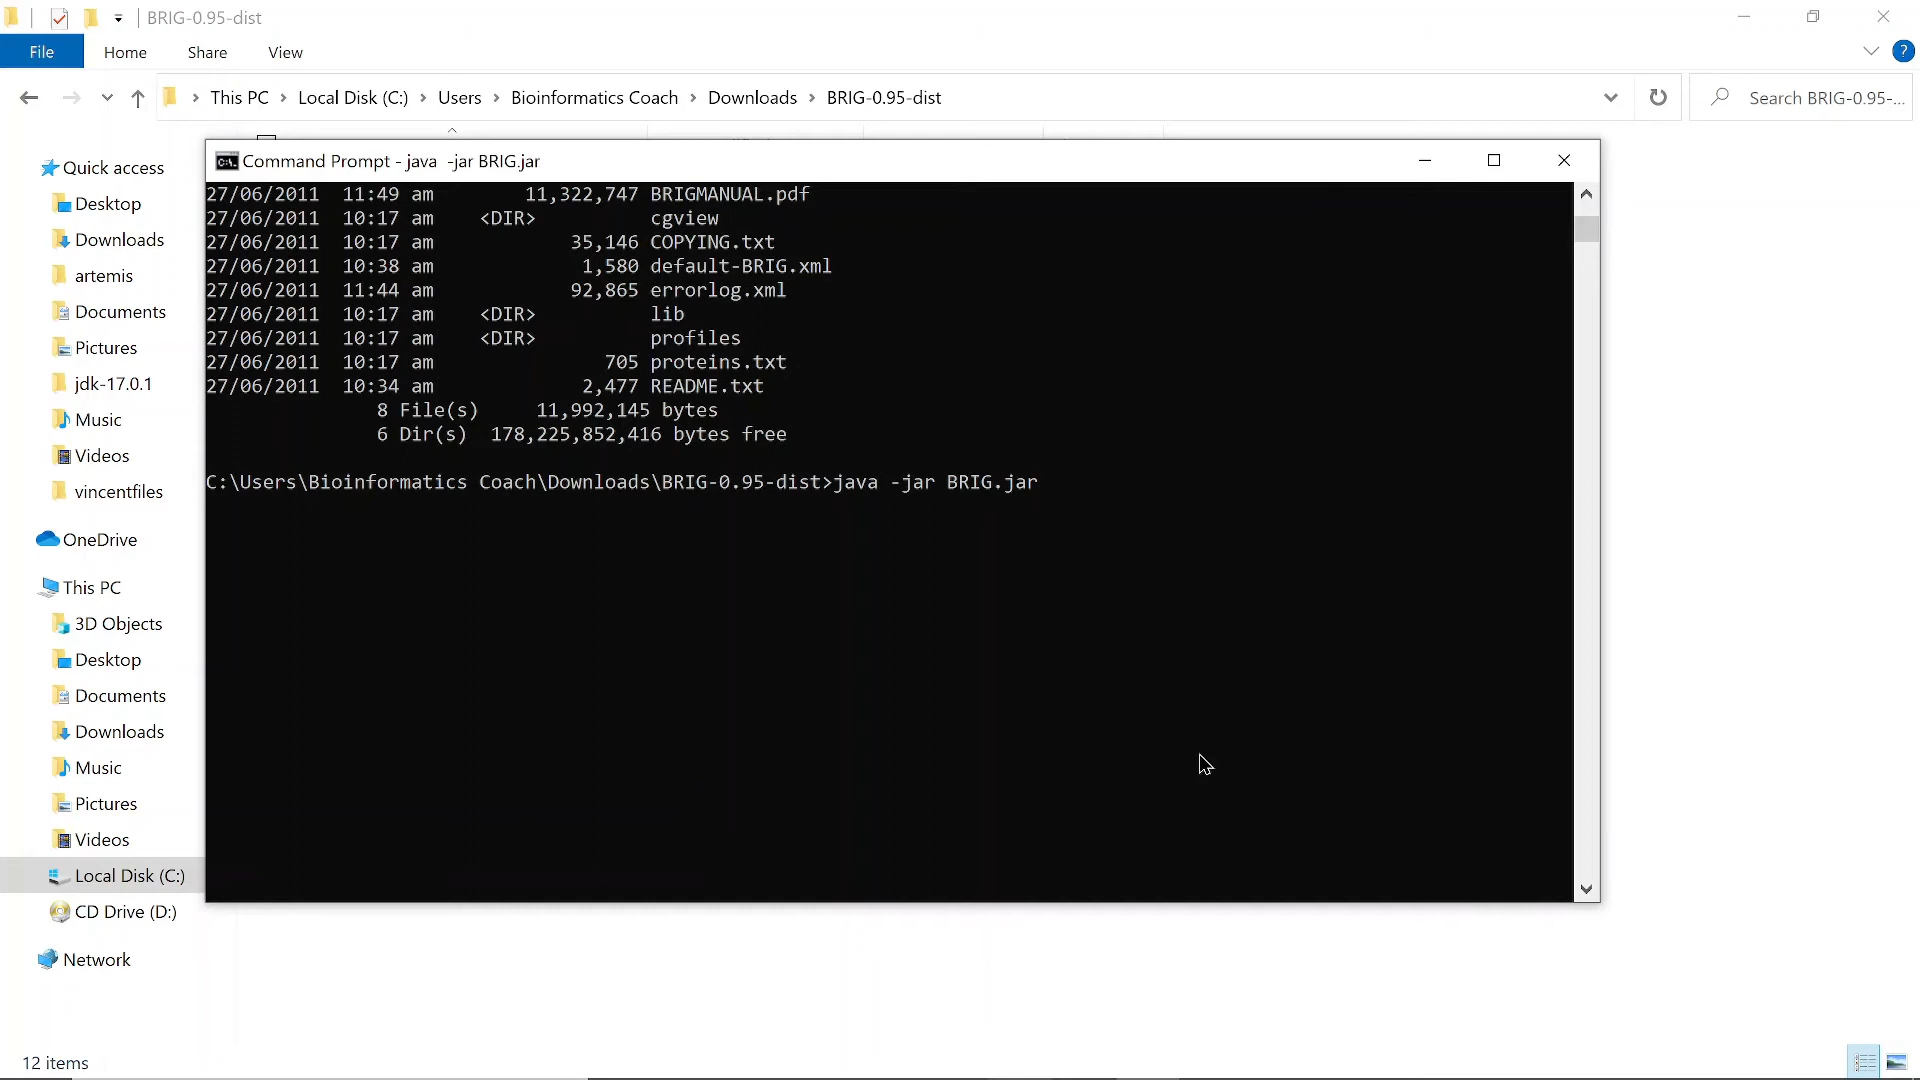 BRIG-0.95-dist
File Home Share View
This PC Local Disk (C:) Users Bioinformatics Coach Downloads BRIG-0.95-dist Search BRIG-0.95-...
Quick access
Desktop
Downloads
artemis
Documents
Pictures
jdk-17.0.1
Music
Videos
vincentfiles
OneDrive
This PC
3D Objects
Desktop
Documents
Downloads
Music
Pictures
Videos
Local Disk (C:)
CD Drive (D:)
Network
Command Prompt - java  -jar BRIG.jar
27/06/2011  11:49 am        11,322,747 BRIGMANUAL.pdf
27/06/2011  10:17 am    <DIR>          cgview
27/06/2011  10:17 am            35,146 COPYING.txt
27/06/2011  10:38 am             1,580 default-BRIG.xml
27/06/2011  11:44 am            92,865 errorlog.xml
27/06/2011  10:17 am    <DIR>          lib
27/06/2011  10:17 am    <DIR>          profiles
27/06/2011  10:17 am               705 proteins.txt
27/06/2011  10:34 am             2,477 README.txt
8 File(s)     11,992,145 bytes
6 Dir(s)  178,225,852,416 bytes free
C:\Users\Bioinformatics Coach\Downloads\BRIG-0.95-dist>java -jar BRIG.jar
12 items